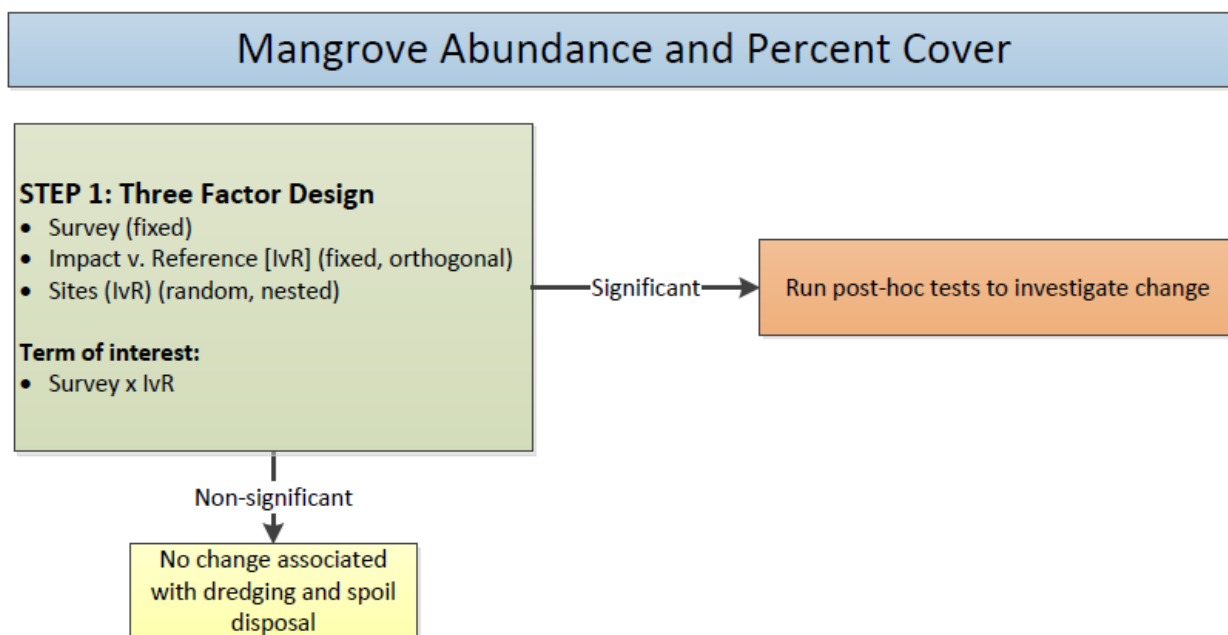 Mangrove Abundance and Percent Cover
STEP 1: Three Factor Design
• Survey (fixed)
• Impact v. Reference [IvR] (fixed, orthogonal)
• Sites (IvR) (random, nested)
Term of interest:
• Survey x IvR
Significant
Run post-hoc tests to investigate change
Non-significant
No change associated
with dredging and spoil
disposal